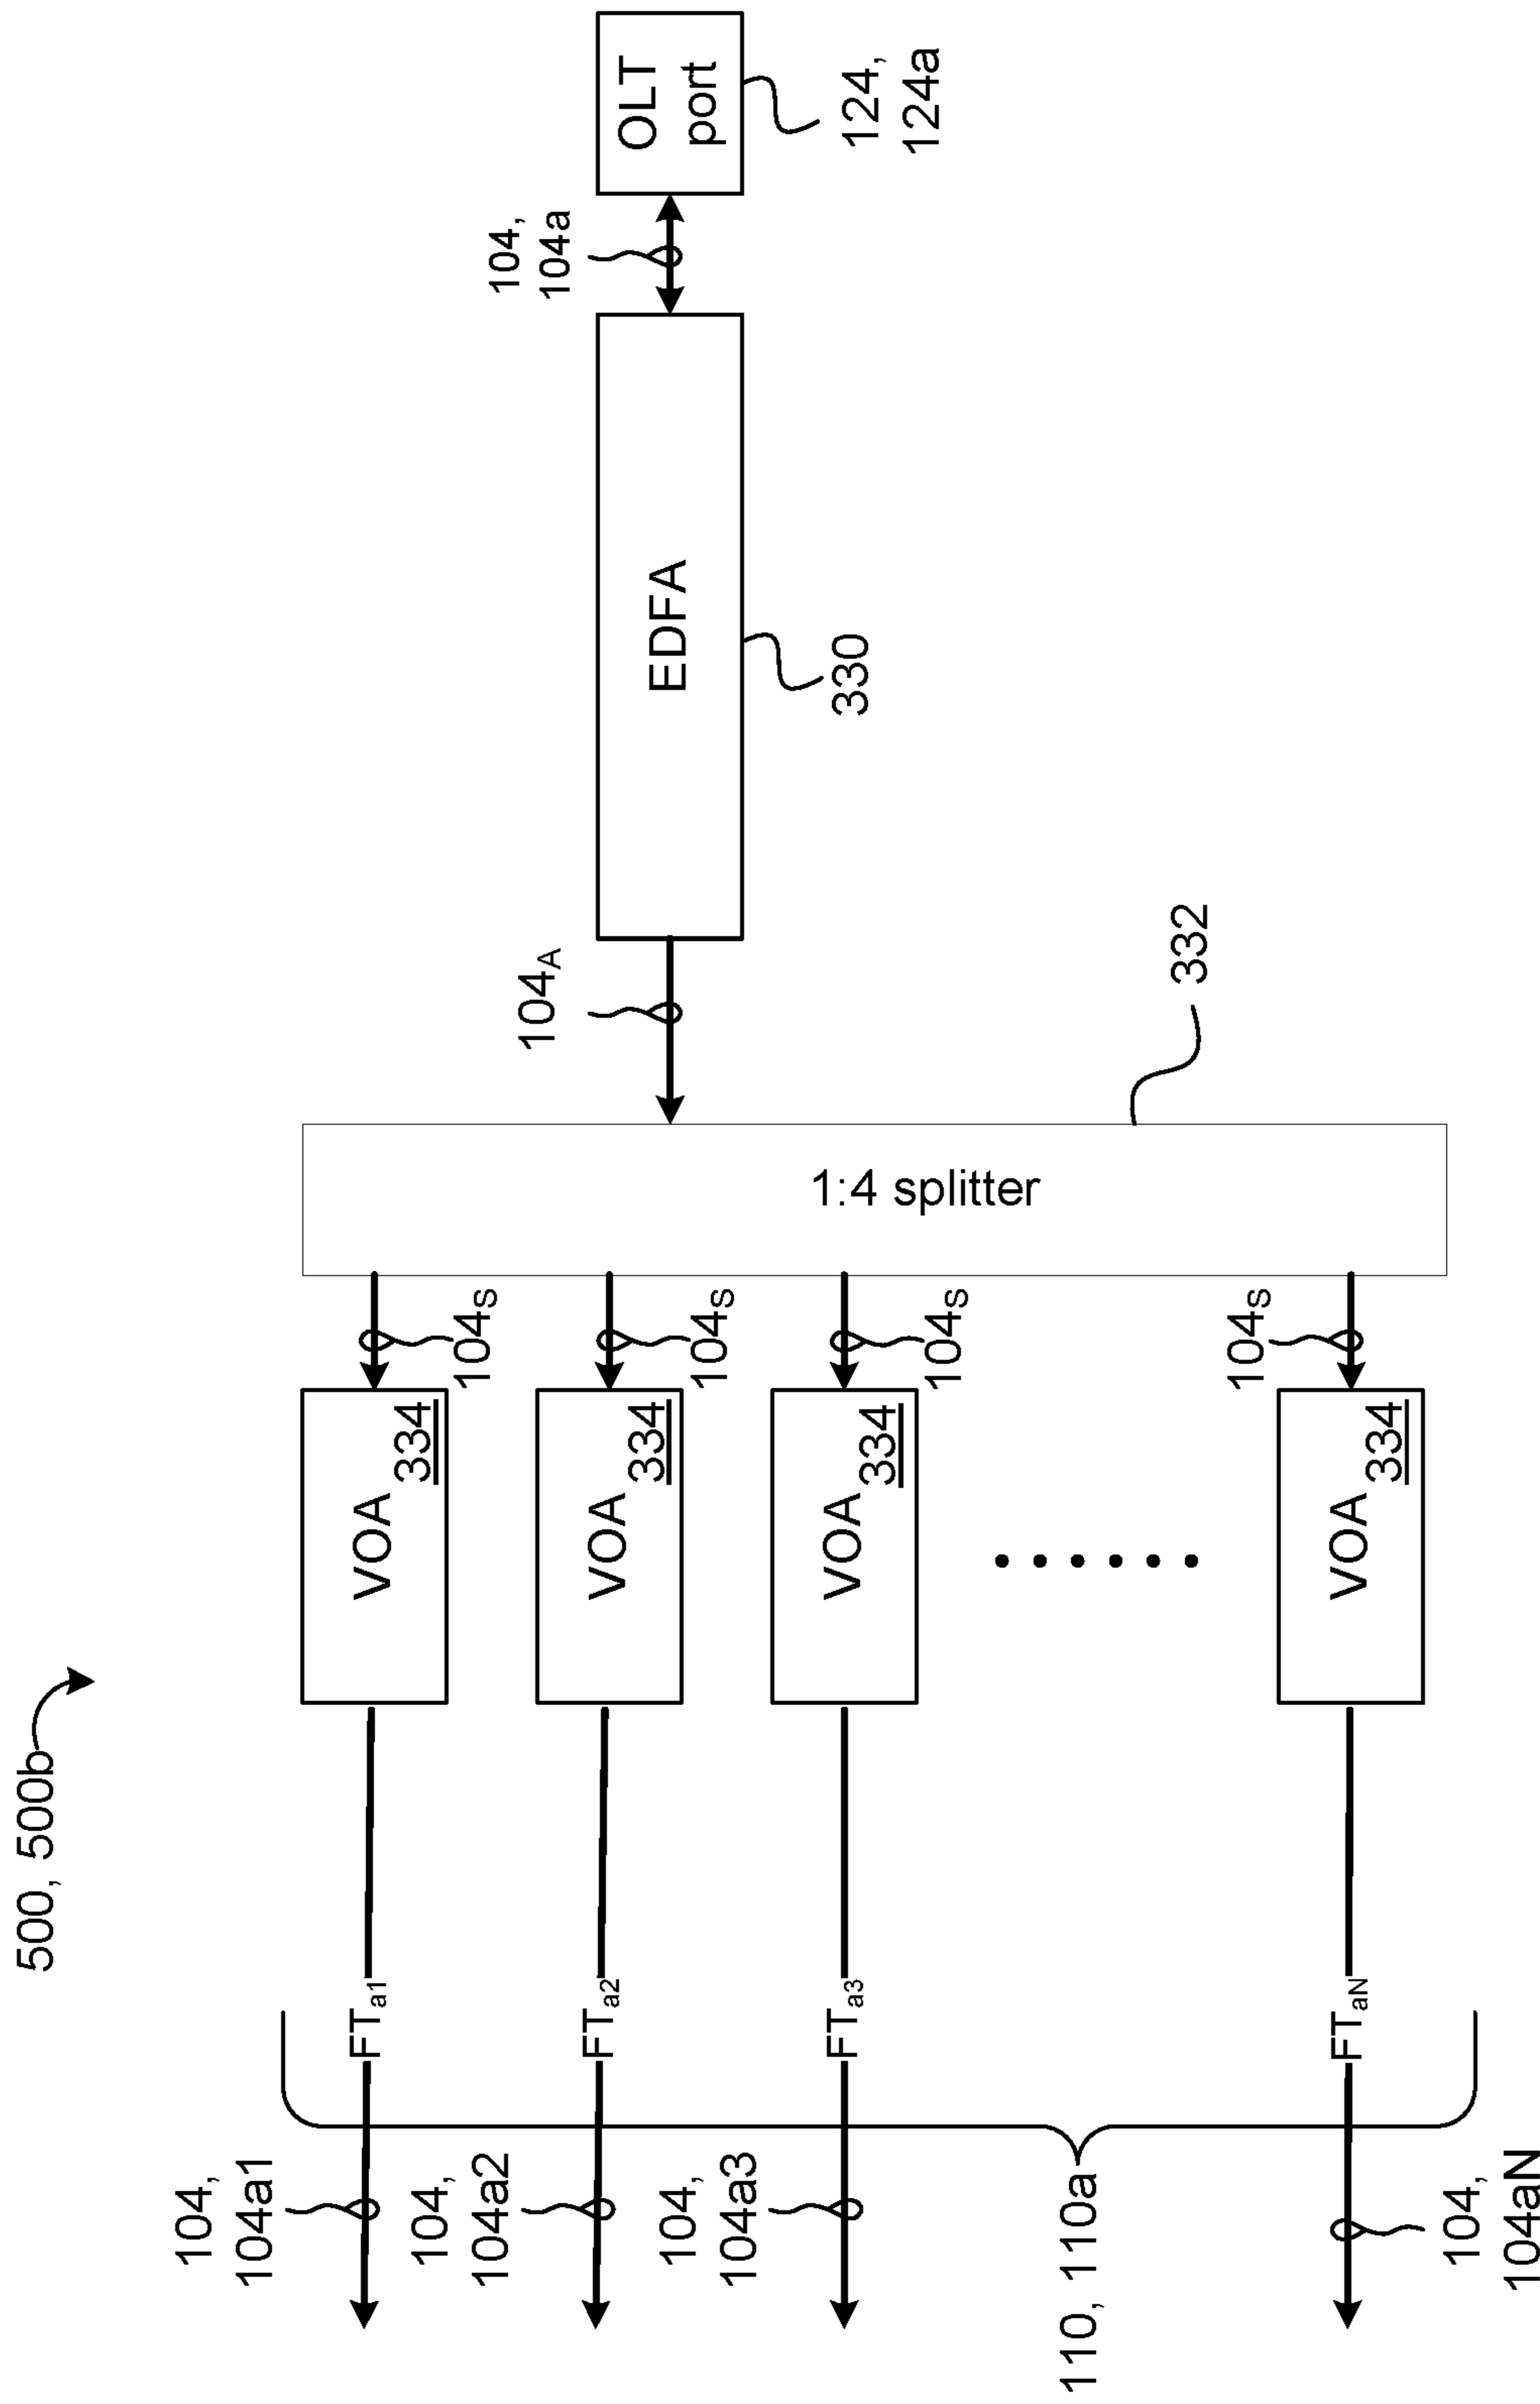 500, 500b
104,
104a1
FTa1
VOA
334
104S
104,
104a2
FTa2
VOA
334
104S
104,
104a3
FTa3
VOA
334
104S
110, 110a
104,
104aN
FTaN
VOA
334
104S
1:4 splitter
332
104A
EDFA
330
104,
104a
OLT
port
124,
124a